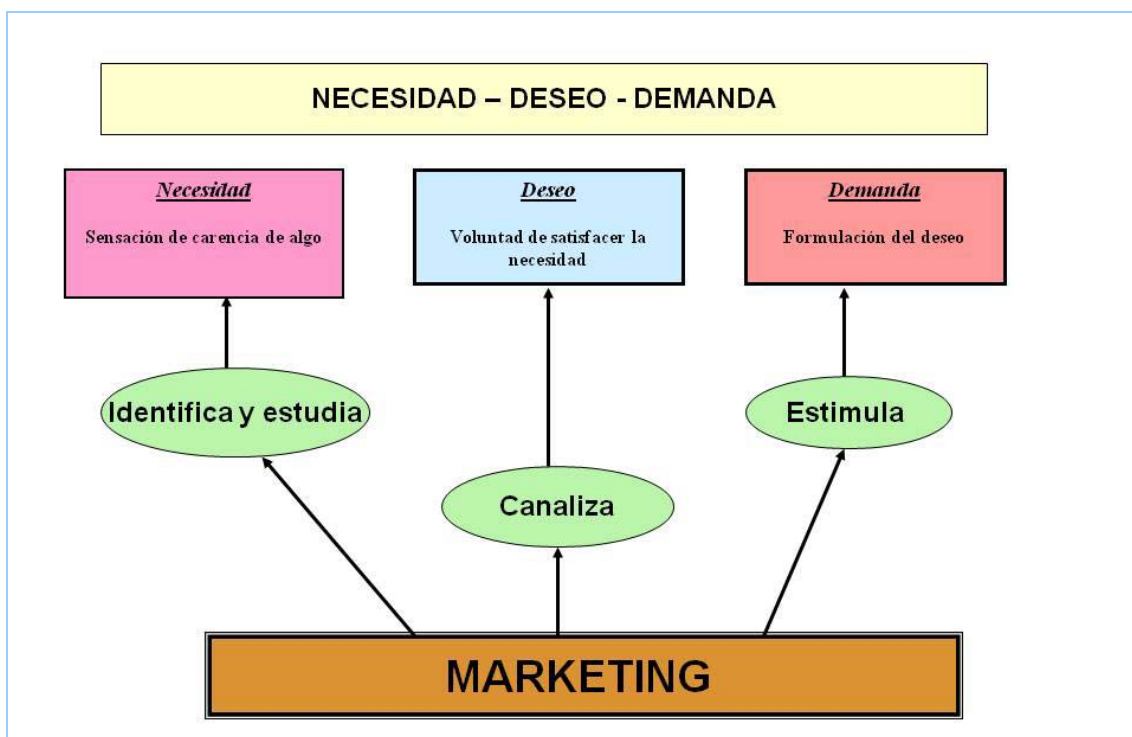 NECESIDAD – DESEO - DEMANDA
Necesidad
Sensación de carencia de algo
Deseo
Voluntad de satisfacer la
necesidad
Demanda
Formulación del deseo
Identifica y estudia
Canaliza
Estimula
MARKETING